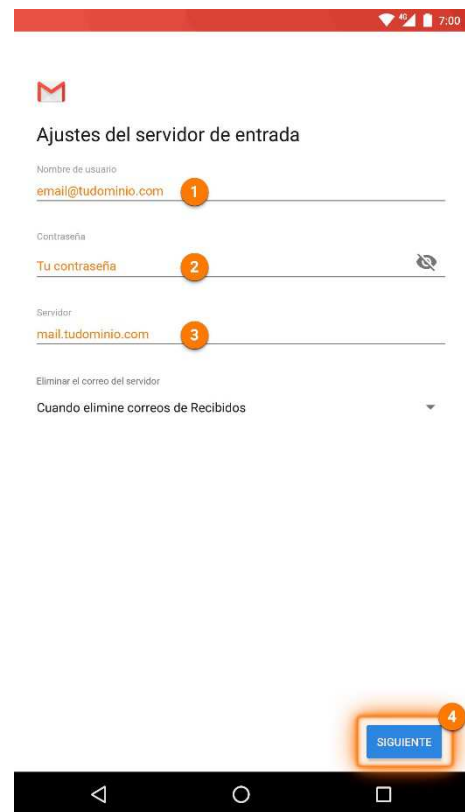 4G 7:00
Ajustes del servidor de entrada
Nombre de usuario
email@tudominio.com 1
Contraseña
Tu contraseña 2
Servidor
mail.tudominio.com 3
Eliminar el correo del servidor
Cuando elimine correos de Recibidos
4
SIGUIENTE